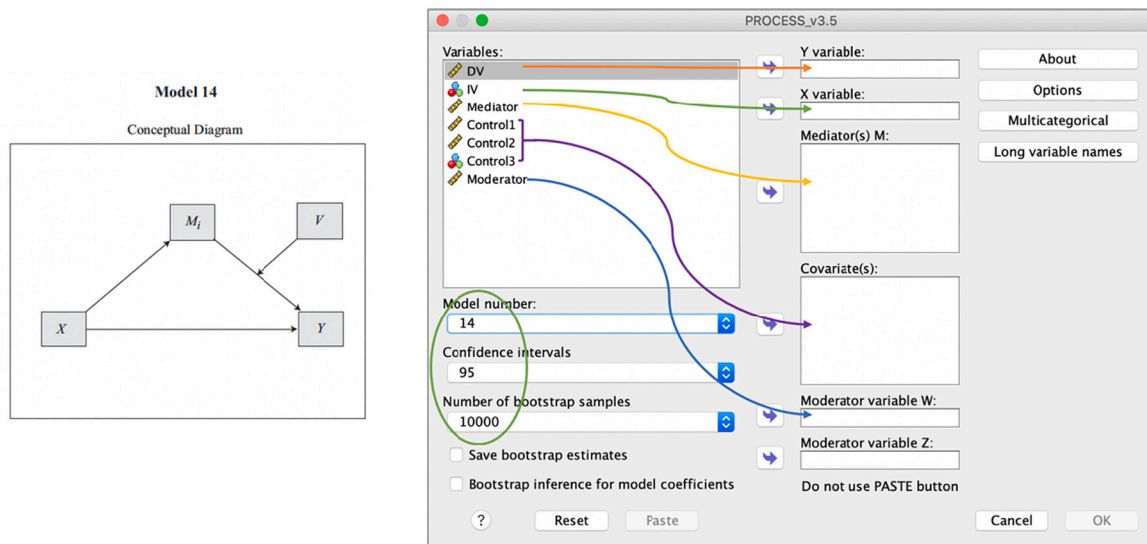 Model 14
Conceptual Diagram
M_i
V
X
Y
PROCESS_v3.5
Variables:
DV
IV
Mediator
Control1
Control2
Control3
Moderator
Model number:
14
Confidence intervals
95
Number of bootstrap samples
10000
Save bootstrap estimates
Bootstrap inference for model coefficients
Y variable:
X variable:
Mediator(s) M:
Covariate(s):
Moderator variable W:
Moderator variable Z:
Do not use PASTE button
About
Options
Multicategorical
Long variable names
?
Reset
Paste
Cancel
OK